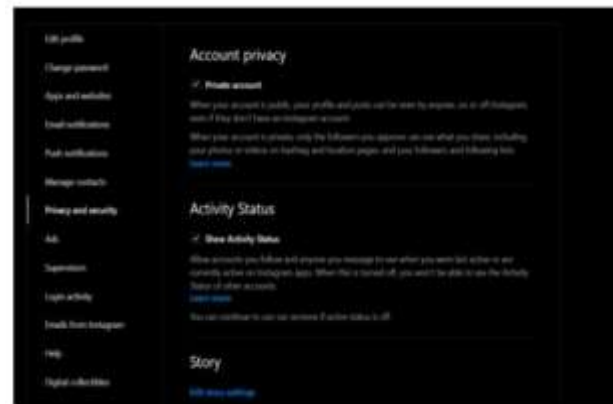 Edit profile
Change password
Apps and websites
Email notifications
Push notifications
Manage contacts
Privacy and security
Ads
Supervision
Login activity
Emails from Instagram
Help
Digital collectibles
Account privacy
Private account
When your account is public, your profile and posts can be seen by anyone, on or off Instagram,
even if they don't have an Instagram account.
When your account is private, only the followers you approve can see what you share, including
your photos or videos on hashtag and location pages, and your followers and following lists.
Learn more
Activity Status
Show Activity Status
Allow accounts you follow and anyone you message to see when you were last active or are
currently active on Instagram apps. When this is turned off, you won't be able to see the Activity
Status of other accounts.
Learn more
You can continue to use our services if active status is off.
Story
Edit story settings